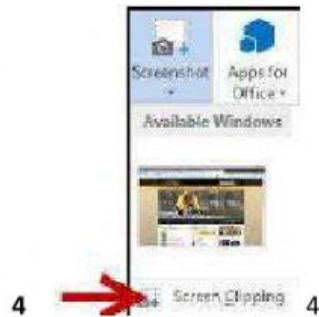 Screenshot Apps for
Office
Available Windows
4 Screen Clipping 4